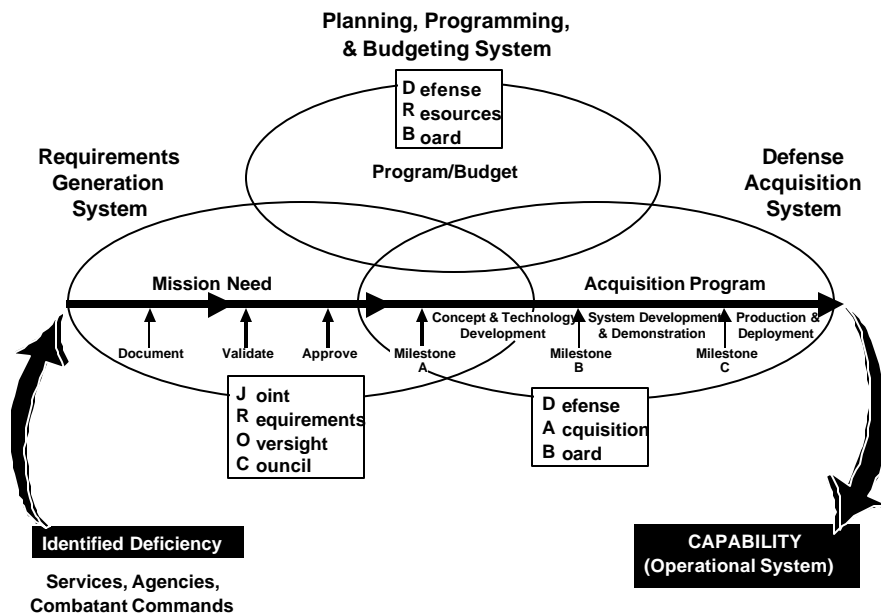 Planning, Programming,
& Budgeting System
D efense
R esources
B oard
Program/Budget
Requirements
Generation
System
Defense
Acquisition
System
Mission Need
Acquisition Program
Concept & Technology
Development
System Development
& Demonstration
Production &
Deployment
Document
Validate
Approve
Milestone
A
Milestone
B
Milestone
C
J oint
R equirements
O versight
C ouncil
D efense
A cquisition
B oard
Identified Deficiency
Services, Agencies,
Combatant Commands
CAPABILITY
(Operational System)